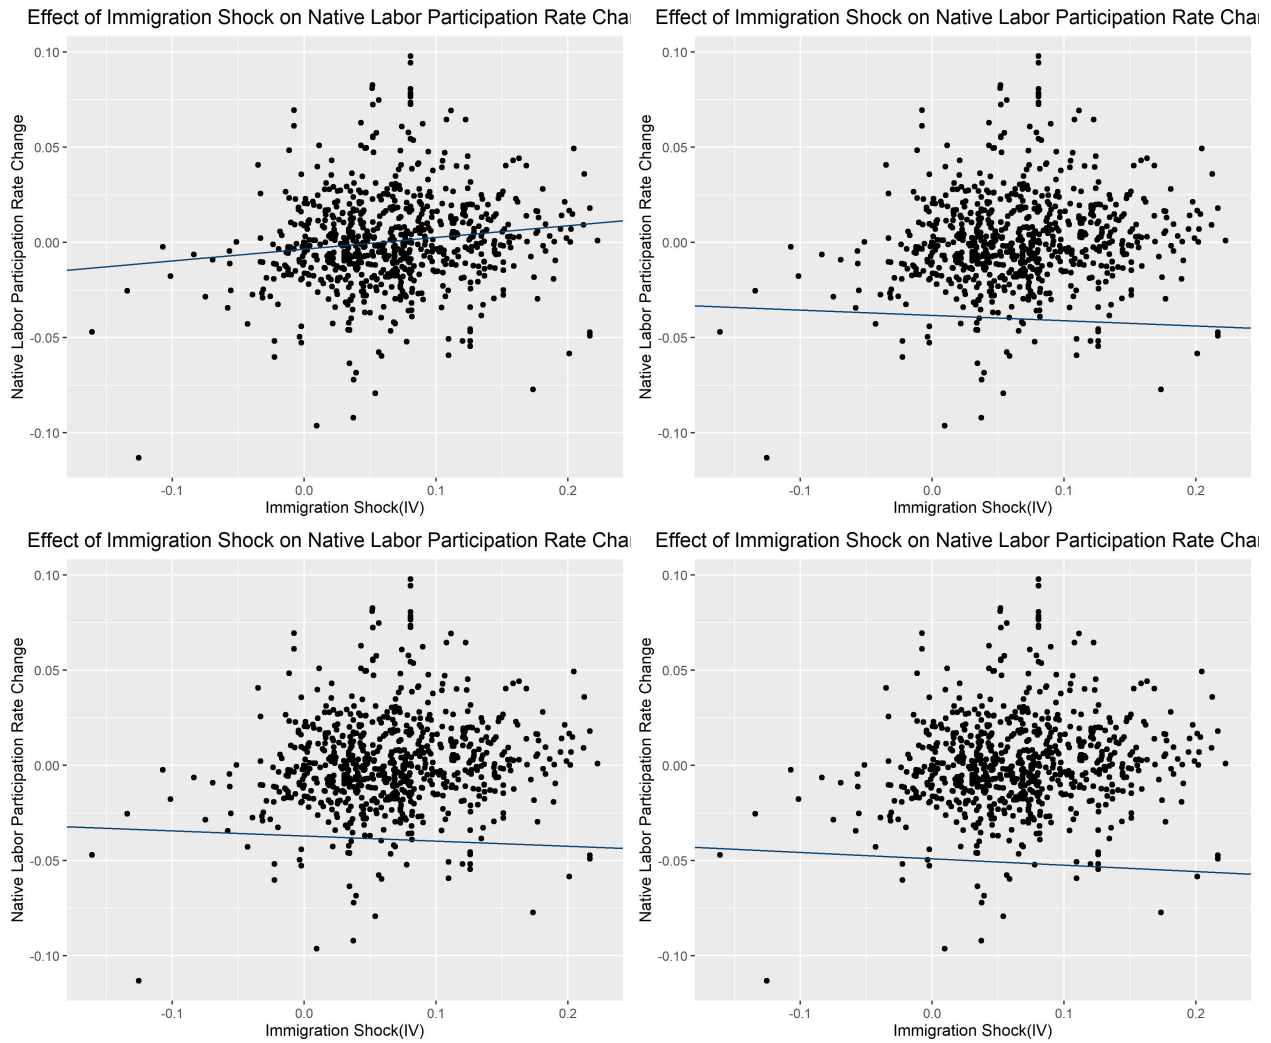 Effect of Immigration Shock on Native Labor Participation Rate Cha
Native Labor Participation Rate Change
0.10
0.05
0.00
-0.05
-0.10
-0.1 0.0 0.1 0.2
Immigration Shock(IV)
Effect of Immigration Shock on Native Labor Participation Rate Cha
Native Labor Participation Rate Change
0.10
0.05
0.00
-0.05
-0.10
-0.1 0.0 0.1 0.2
Immigration Shock(IV)
Effect of Immigration Shock on Native Labor Participation Rate Cha
Native Labor Participation Rate Change
0.10
0.05
0.00
-0.05
-0.10
-0.1 0.0 0.1 0.2
Immigration Shock(IV)
Effect of Immigration Shock on Native Labor Participation Rate Cha
Native Labor Participation Rate Change
0.10
0.05
0.00
-0.05
-0.10
-0.1 0.0 0.1 0.2
Immigration Shock(IV)